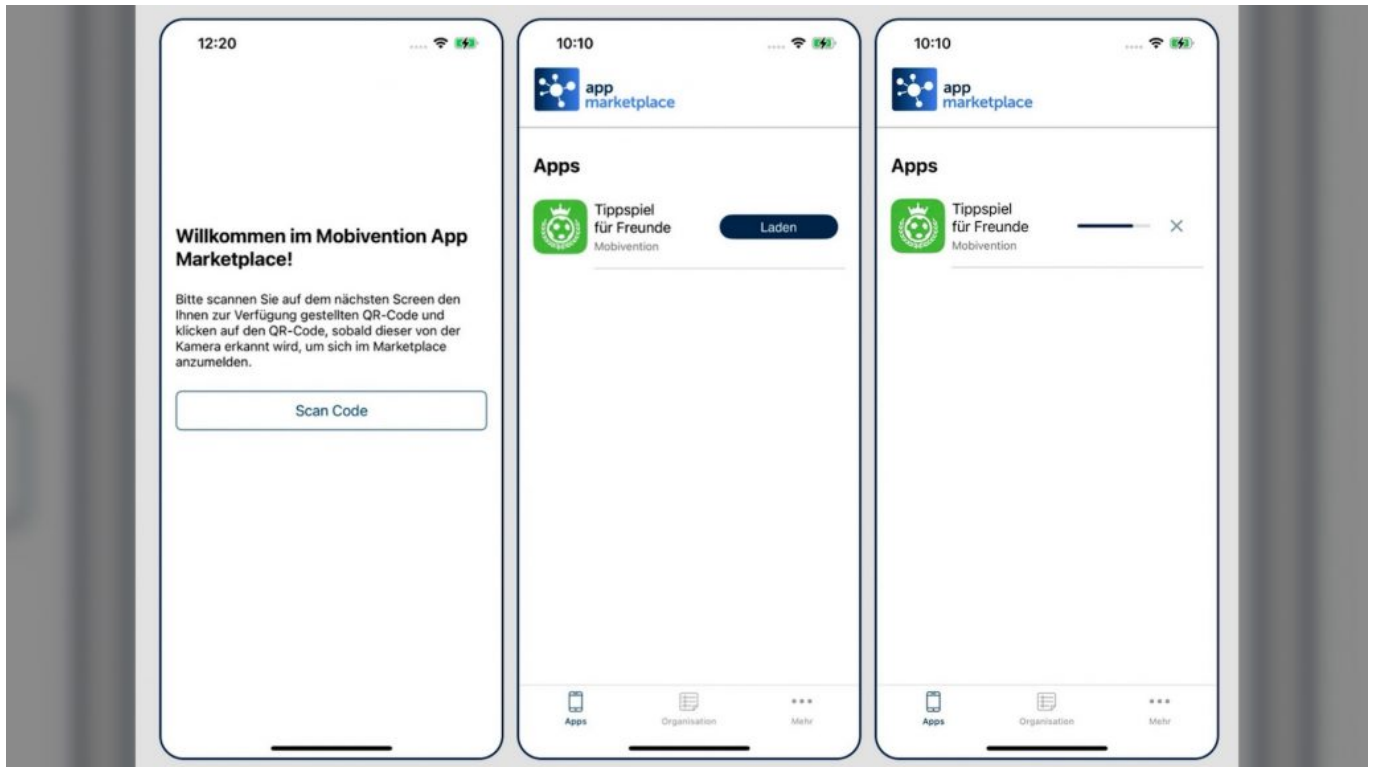 12:20
Willkommen im Mobivention App
Marketplace!
Bitte scannen Sie auf dem nächsten Screen den
Ihnen zur Verfügung gestellten QR-Code und
klicken auf den QR-Code, sobald dieser von der
Kamera erkannt wird, um sich im Marketplace
anzumelden.
Scan Code
10:10
app
marketplace
Apps
Tippspiel
für Freunde
Mobivention
Laden
Apps
Organisation
Mehr
10:10
app
marketplace
Apps
Tippspiel
für Freunde
Mobivention
Apps
Organisation
Mehr